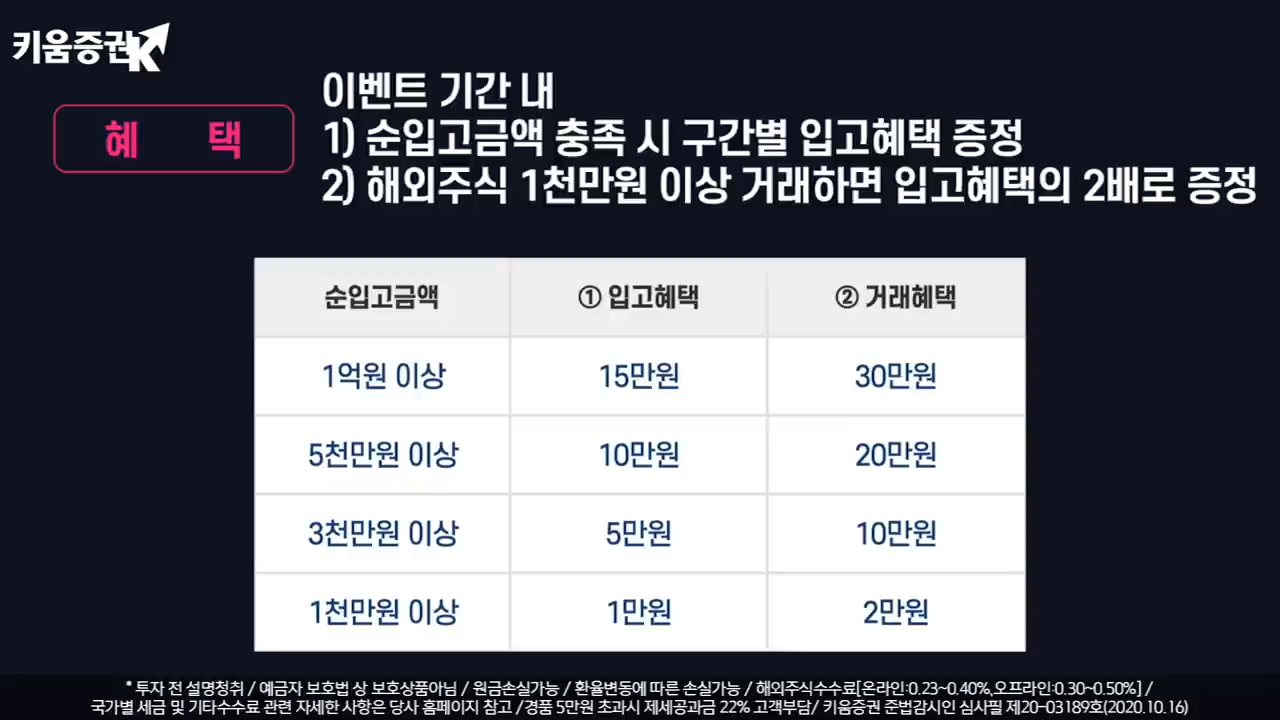 키움증권
혜 택
이벤트 기간 내
1) 순입고금액 충족 시 구간별 입고혜택 증정
2) 해외주식 1천만원 이상 거래하면 입고혜택의 2배로 증정
순입고금액 ① 입고혜택 ② 거래혜택
1억원 이상 15만원 30만원
5천만원 이상 10만원 20만원
3천만원 이상 5만원 10만원
1천만원 이상 1만원 2만원
* 투자 전 설명청취 / 예금자 보호법 상 보호상품아님 / 원금손실가능 / 환율변동에 따른 손실가능 / 해외주식수수료[온라인:0.23~0.40%,오프라인:0.30~0.50%] /
국가별 세금 및 기타수수료 관련 자세한 사항은 당사 홈페이지 참고 /경품 5만원 초과시 제세공과금 22% 고객부담/ 키움증권 준법감시인 심사필 제20-03189호(2020.10.16)